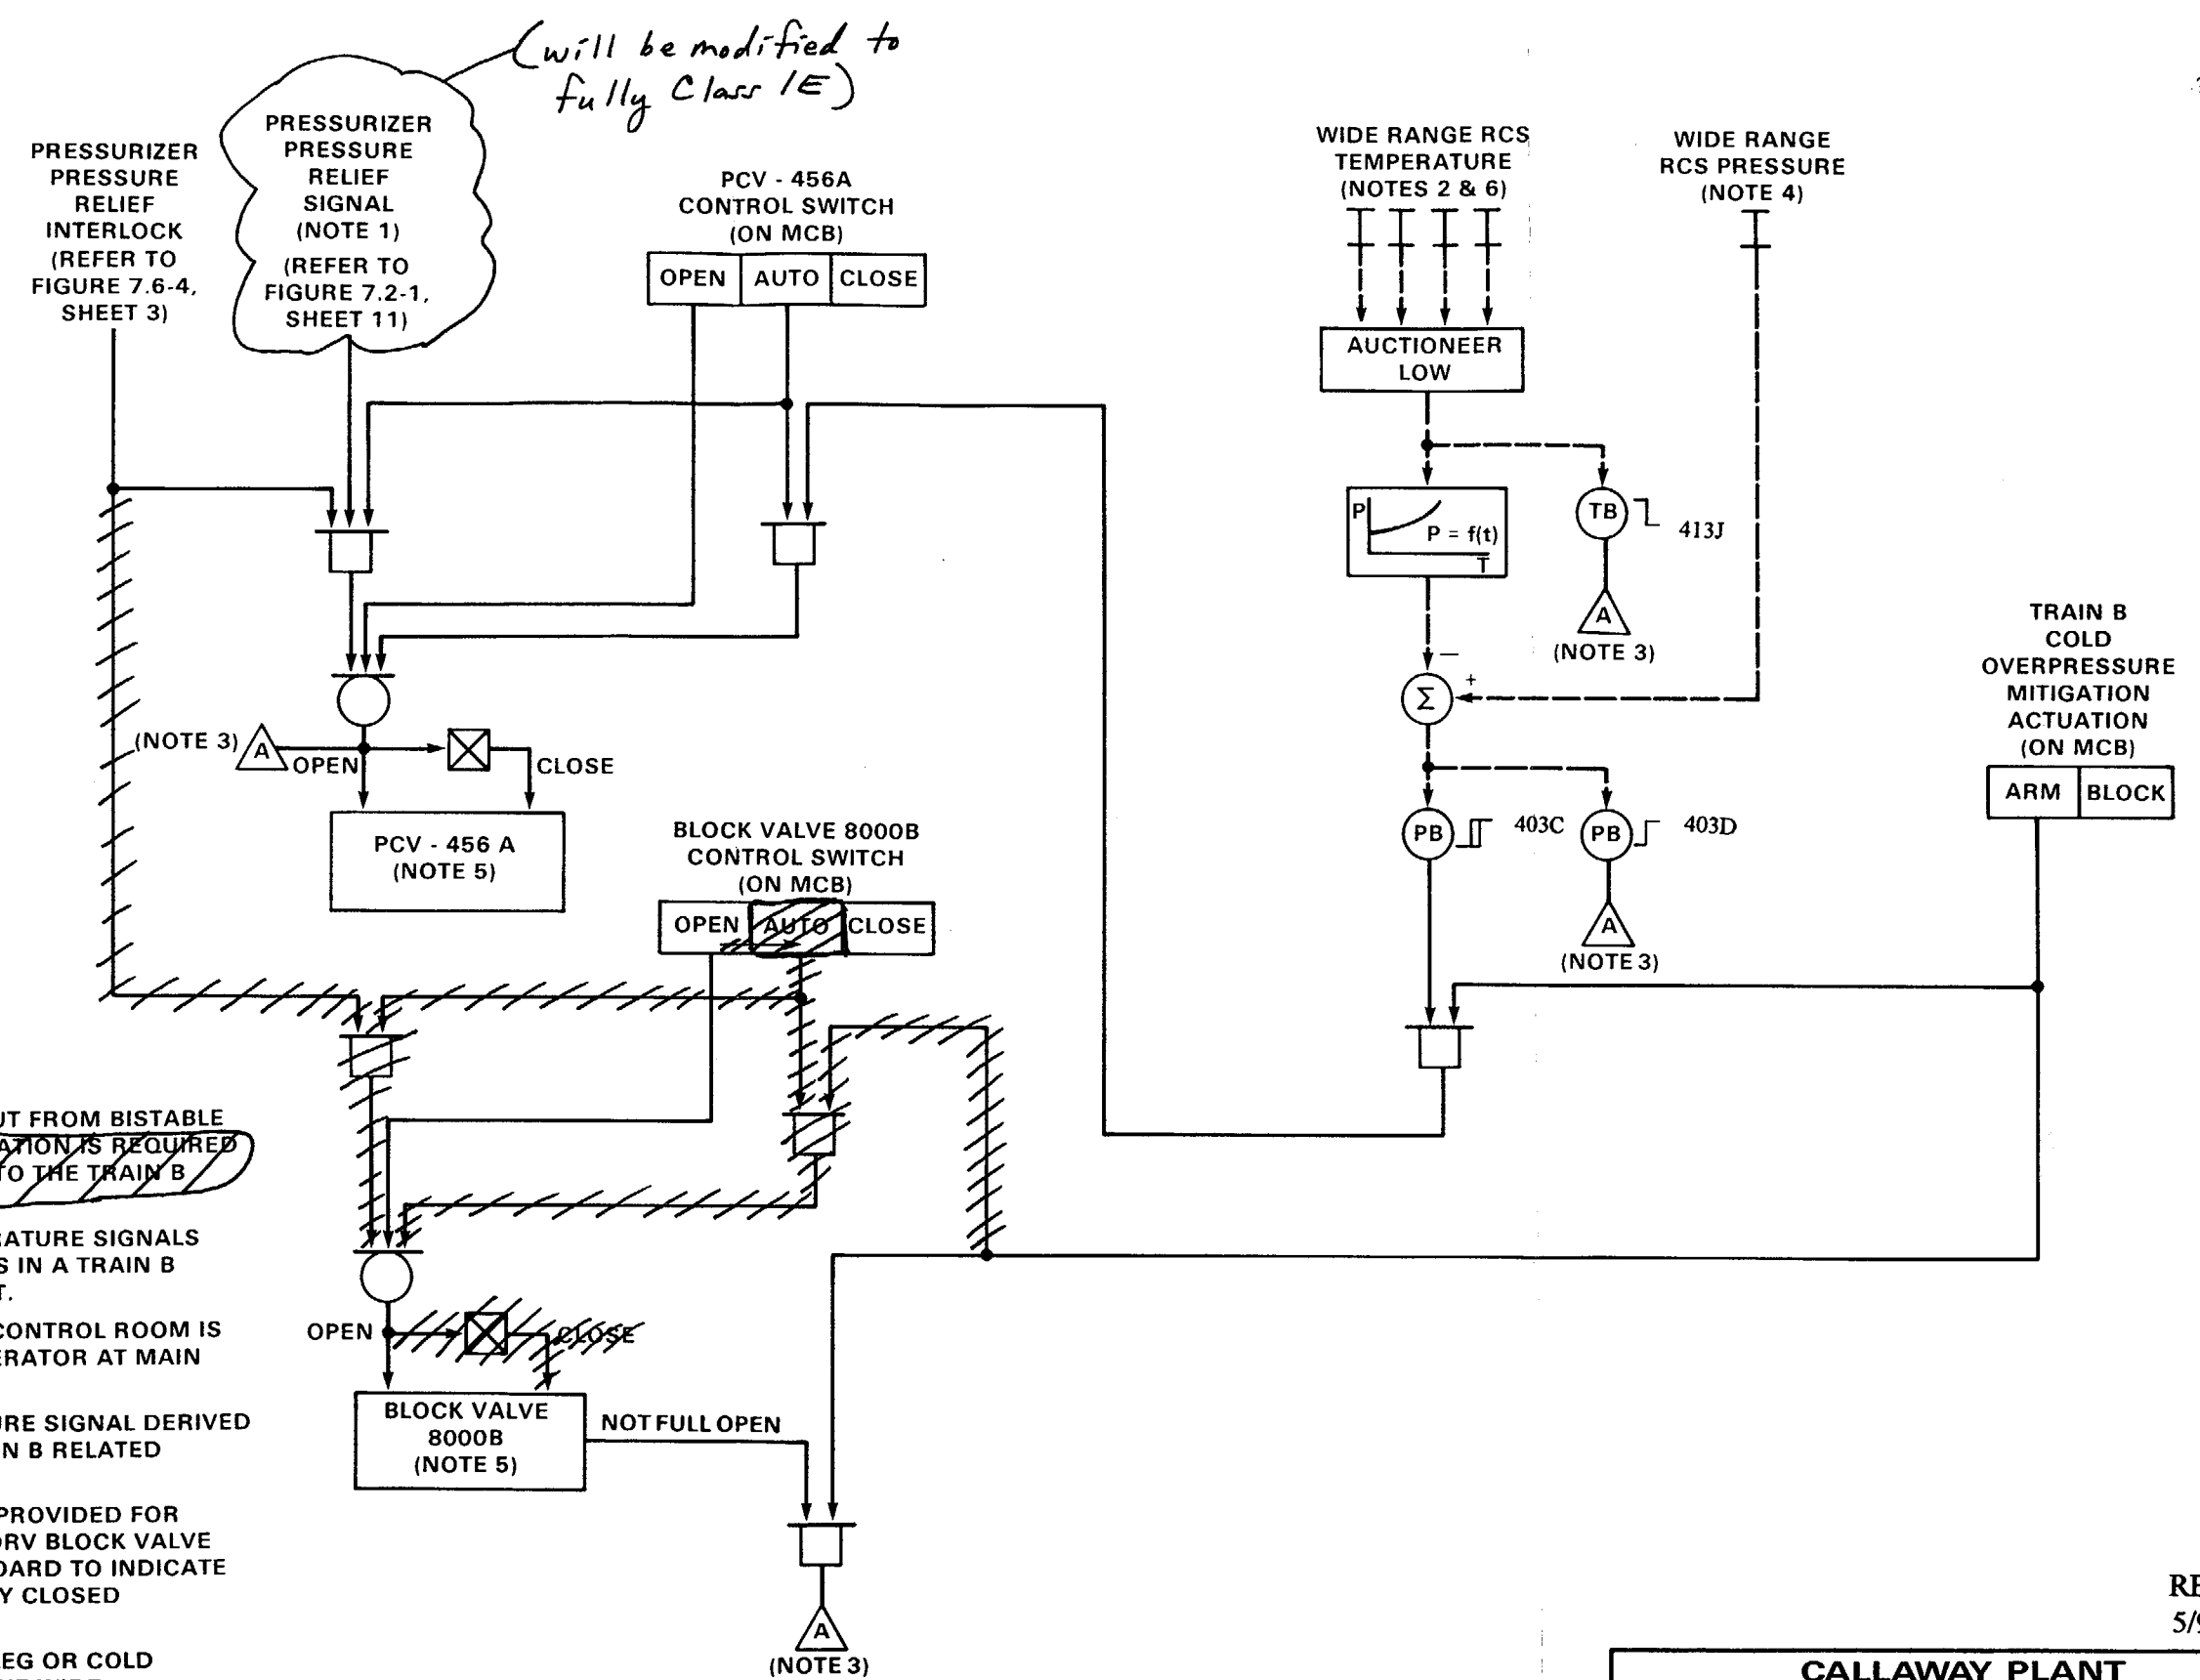 (will be modified to
fully Class 1E)
PRESSURIZER
PRESSURE
RELIEF
INTERLOCK
(REFER TO
FIGURE 7.6-4,
SHEET 3)
PRESSURIZER
PRESSURE
RELIEF
SIGNAL
(NOTE 1)
(REFER TO
FIGURE 7.2-1,
SHEET 11)
PCV - 456A
CONTROL SWITCH
(ON MCB)
OPEN AUTO CLOSE
WIDE RANGE RCS
TEMPERATURE
(NOTES 2 & 6)
WIDE RANGE
RCS PRESSURE
(NOTE 4)
AUCTIONEER
LOW
P
P = f(t)
T
TB
413J
A
(NOTE 3)
—
Σ
+
TRAIN B
COLD
OVERPRESSURE
MITIGATION
ACTUATION
(ON MCB)
ARM BLOCK
(NOTE 3)
A
OPEN
CLOSE
PCV - 456 A
(NOTE 5)
PB
403C
PB
403D
A
(NOTE 3)
BLOCK VALVE 8000B
CONTROL SWITCH
(ON MCB)
OPEN AUTO CLOSE
UT FROM BISTABLE
ATION IS REQUIRED
TO THE TRAIN B
RATURE SIGNALS
S IN A TRAIN B
T.
CONTROL ROOM IS
ERATOR AT MAIN
URE SIGNAL DERIVED
IN B RELATED
PROVIDED FOR
ORV BLOCK VALVE
OARD TO INDICATE
Y CLOSED
LEG OR COLD
OPEN
CLOSE
BLOCK VALVE
8000B
(NOTE 5)
NOT FULL OPEN
A
(NOTE 3)
RE
5/9
CALLAWAY PLANT